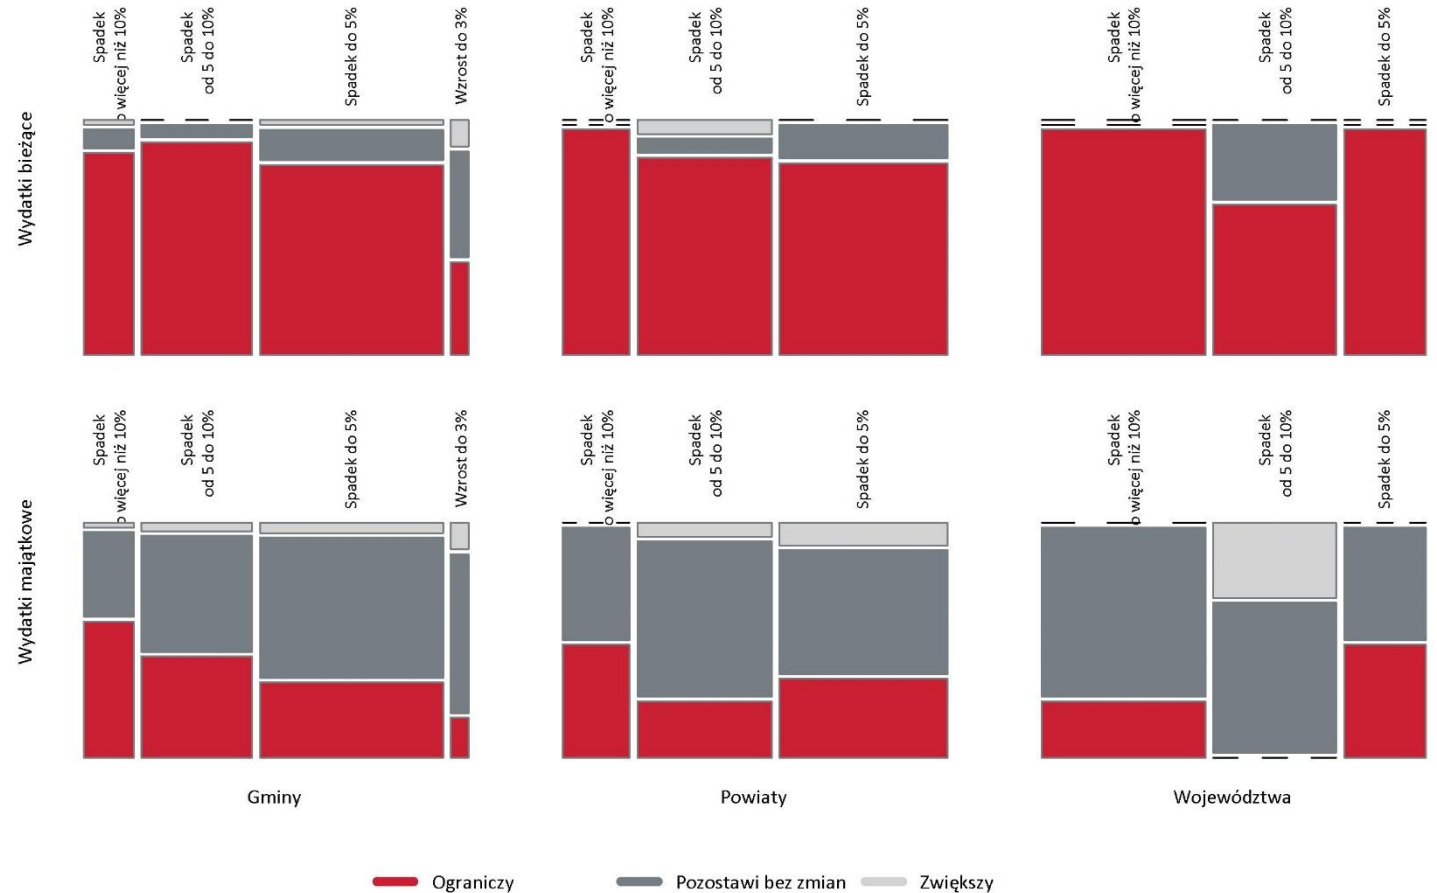 Spadek
o więcej niż 10%
Spadek
od 5 do 10%
Spadek do 5%
Wzrost do 3%
Spadek
o więcej niż 10%
Spadek
od 5 do 10%
Spadek do 5%
Spadek
o więcej niż 10%
Spadek
od 5 do 10%
Spadek do 5%
Wydatki bieżące
Spadek
o więcej niż 10%
Spadek
od 5 do 10%
Spadek do 5%
Wzrost do 3%
Spadek
o więcej niż 10%
Spadek
od 5 do 10%
Spadek do 5%
Spadek
o więcej niż 10%
Spadek
od 5 do 10%
Spadek do 5%
Wydatki majątkowe
Gminy
Powiaty
Województwa
Ograniczy
Pozostawi bez zmian
Zwiększy